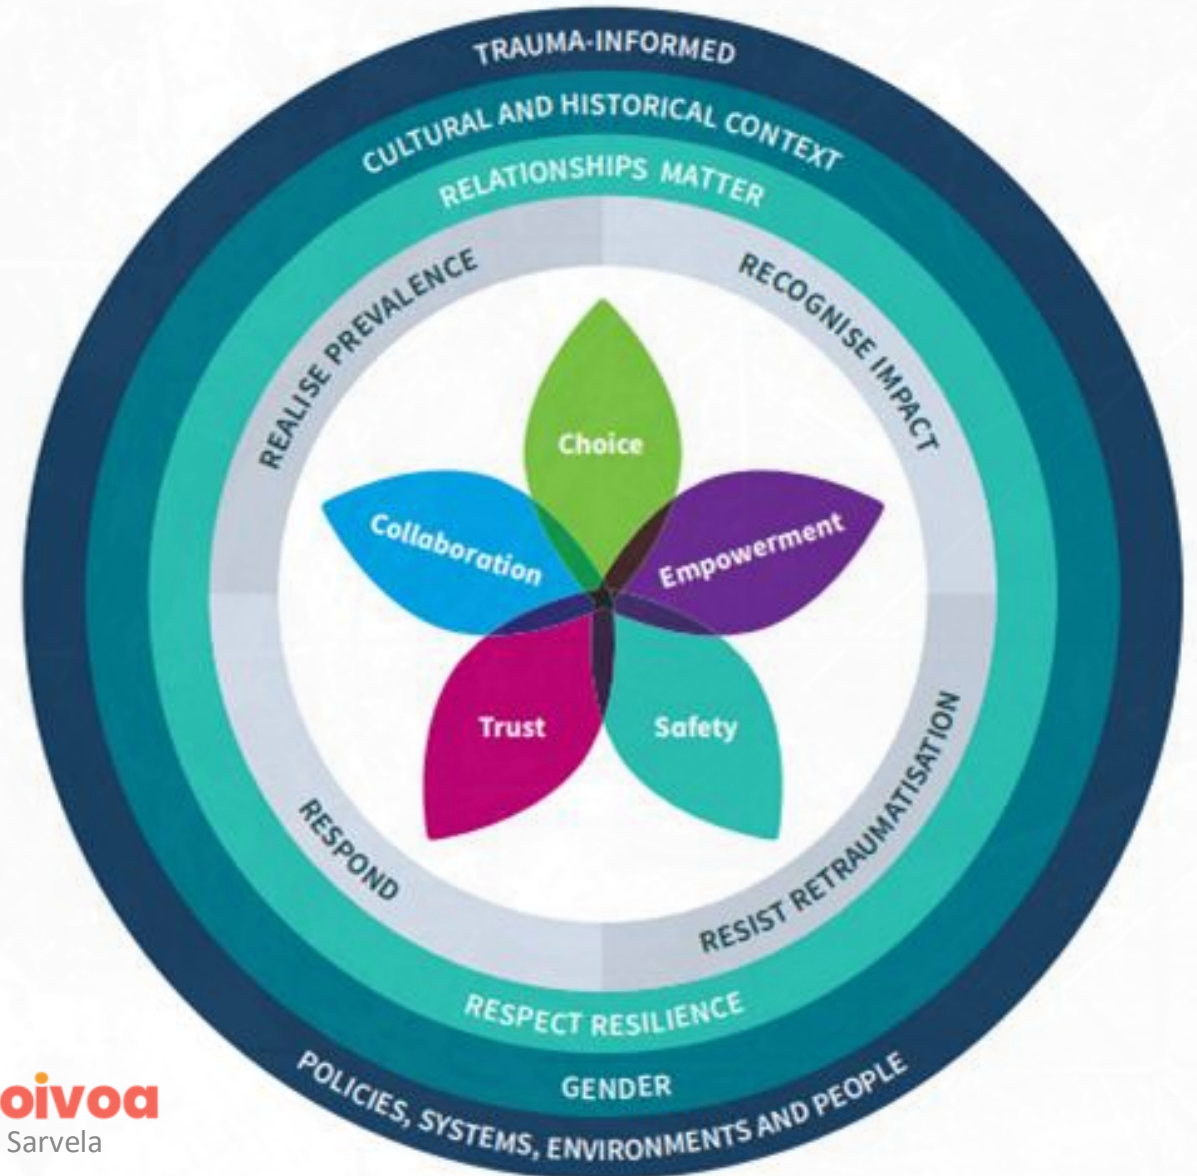 TRAUMA-INFORMED
CULTURAL AND HISTORICAL CONTEXT
RELATIONSHIPS MATTER
REALISE PREVALENCE
RECOGNISE IMPACT
Choice
Collaboration
Empowerment
Trust
Safety
RESPOND
RESIST RETRAUMATISATION
RESPECT RESILIENCE
GENDER
POLICIES, SYSTEMS, ENVIRONMENTS AND PEOPLE
oivoa
Sarvela